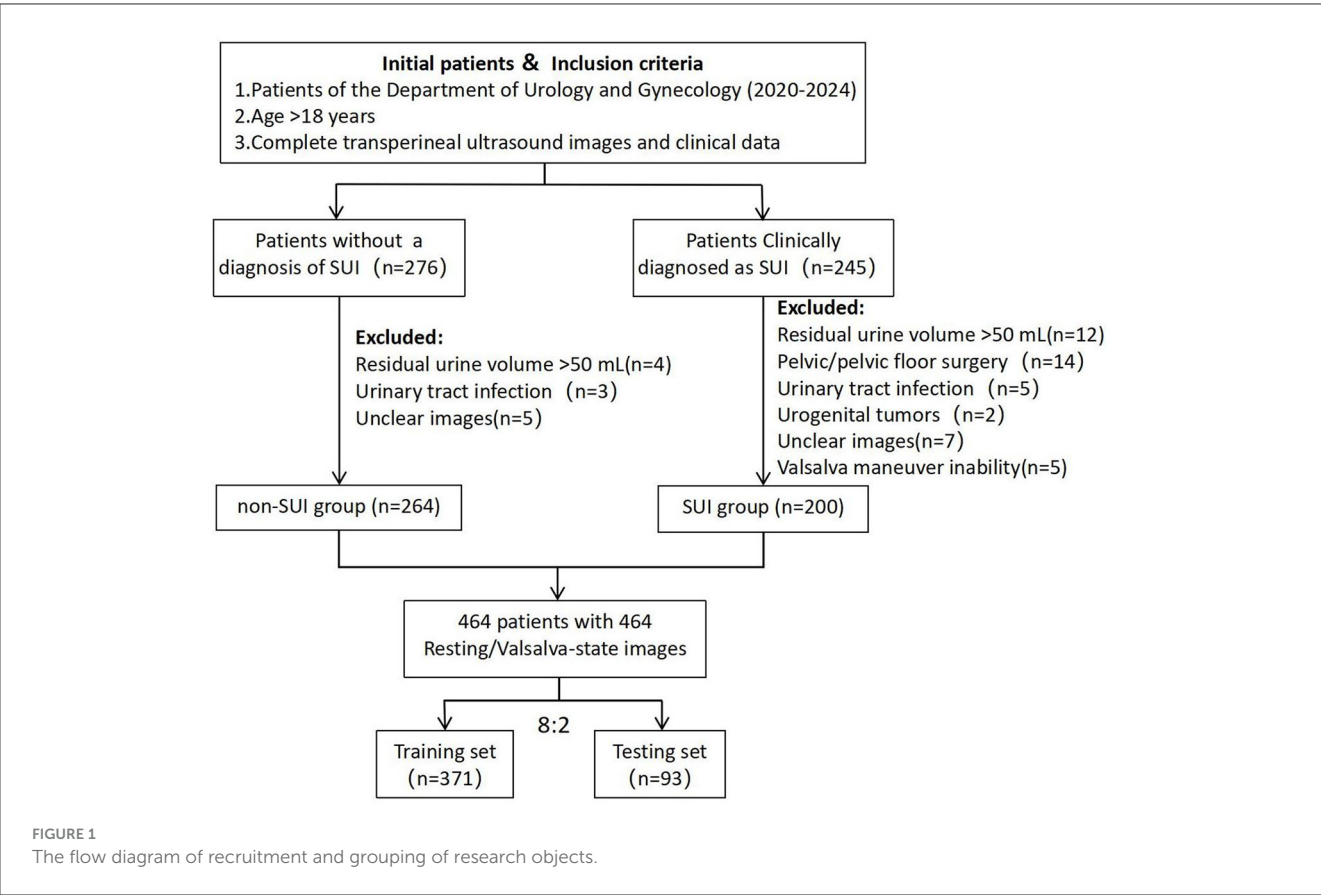 Initial patients & Inclusion criteria
1.Patients of the Department of Urology and Gynecology (2020-2024)
2.Age >18 years
3.Complete transperineal ultrasound images and clinical data
Patients without a
diagnosis of SUI（n=276)
Patients Clinically
diagnosed as SUI（n=245)
Excluded:
Residual urine volume >50 mL(n=4)
Urinary tract infection（n=3)
Unclear images(n=5)
Excluded:
Residual urine volume >50 mL(n=12)
Pelvic/pelvic floor surgery（n=14)
Urinary tract infection（n=5)
Urogenital tumors（n=2)
Unclear images(n=7)
Valsalva maneuver inability(n=5)
non-SUI group (n=264)
SUI group (n=200)
464 patients with 464
Resting/Valsalva-state images
8:2
Training set
（n=371)
Testing set
（n=93)
FIGURE 1
The flow diagram of recruitment and grouping of research objects.